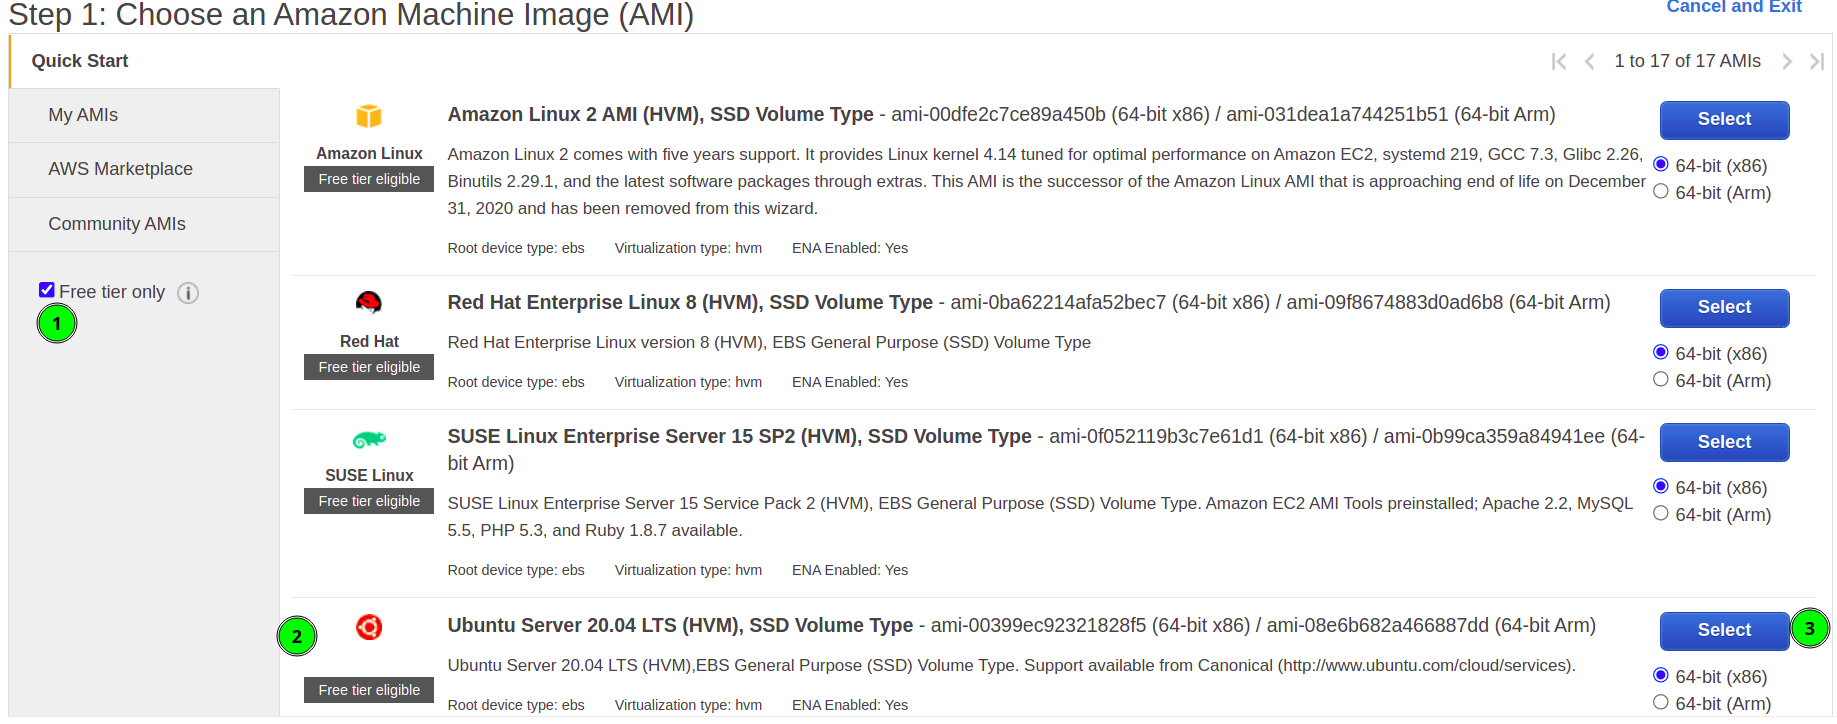 Step 1: Choose an Amazon Machine Image (AMI)
Cancel and Exit
Quick Start
1 to 17 of 17 AMIs
My AMIs
AWS Marketplace
Community AMIs
Free tier only
1
Amazon Linux
Free tier eligible
Amazon Linux 2 AMI (HVM), SSD Volume Type - ami-00dfe2c7ce89a450b (64-bit x86) / ami-031dea1a744251b51 (64-bit Arm)
Amazon Linux 2 comes with five years support. It provides Linux kernel 4.14 tuned for optimal performance on Amazon EC2, systemd 219, GCC 7.3, Glibc 2.26,
Binutils 2.29.1, and the latest software packages through extras. This AMI is the successor of the Amazon Linux AMI that is approaching end of life on December
31, 2020 and has been removed from this wizard.
Root device type: ebs Virtualization type: hvm ENA Enabled: Yes
Select
64-bit (x86)
64-bit (Arm)
Red Hat
Free tier eligible
Red Hat Enterprise Linux 8 (HVM), SSD Volume Type - ami-0ba62214afa52bec7 (64-bit x86) / ami-09f8674883d0ad6b8 (64-bit Arm)
Red Hat Enterprise Linux version 8 (HVM), EBS General Purpose (SSD) Volume Type
Root device type: ebs Virtualization type: hvm ENA Enabled: Yes
Select
64-bit (x86)
64-bit (Arm)
SUSE Linux
Free tier eligible
SUSE Linux Enterprise Server 15 SP2 (HVM), SSD Volume Type - ami-0f052119b3c7e61d1 (64-bit x86) / ami-0b99ca359a84941ee (64-
bit Arm)
SUSE Linux Enterprise Server 15 Service Pack 2 (HVM), EBS General Purpose (SSD) Volume Type. Amazon EC2 AMI Tools preinstalled; Apache 2.2, MySQL
5.5, PHP 5.3, and Ruby 1.8.7 available.
Root device type: ebs Virtualization type: hvm ENA Enabled: Yes
Select
64-bit (x86)
64-bit (Arm)
2
Free tier eligible
Ubuntu Server 20.04 LTS (HVM), SSD Volume Type - ami-00399ec92321828f5 (64-bit x86) / ami-08e6b682a466887dd (64-bit Arm)
Ubuntu Server 20.04 LTS (HVM),EBS General Purpose (SSD) Volume Type. Support available from Canonical (http://www.ubuntu.com/cloud/services).
Root device type: ebs Virtualization type: hvm ENA Enabled: Yes
Select
3
64-bit (x86)
64-bit (Arm)